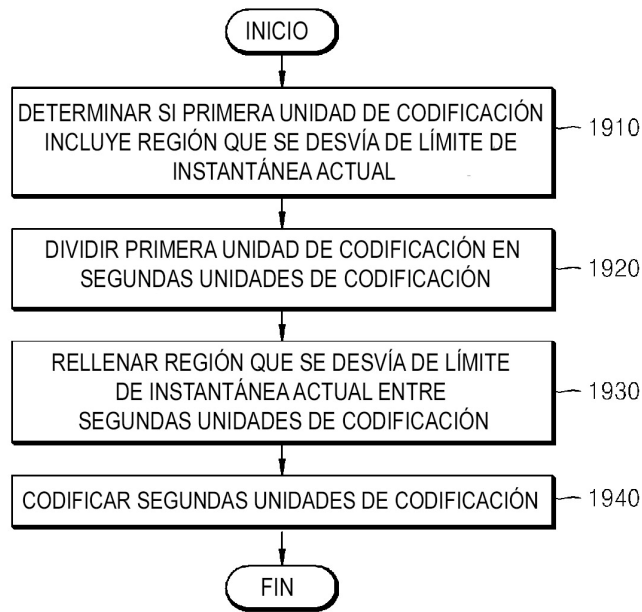 INICIO
DETERMINAR SI PRIMERA UNIDAD DE CODIFICACIÓN
INCLUYE REGIÓN QUE SE DESVÍA DE LÍMITE DE
INSTANTÁNEA ACTUAL
1910
DIVIDIR PRIMERA UNIDAD DE CODIFICACIÓN EN
SEGUNDAS UNIDADES DE CODIFICACIÓN
1920
RELLENAR REGIÓN QUE SE DESVÍA DE LÍMITE
DE INSTANTÁNEA ACTUAL ENTRE
SEGUNDAS UNIDADES DE CODIFICACIÓN
1930
CODIFICAR SEGUNDAS UNIDADES DE CODIFICACIÓN
1940
FIN